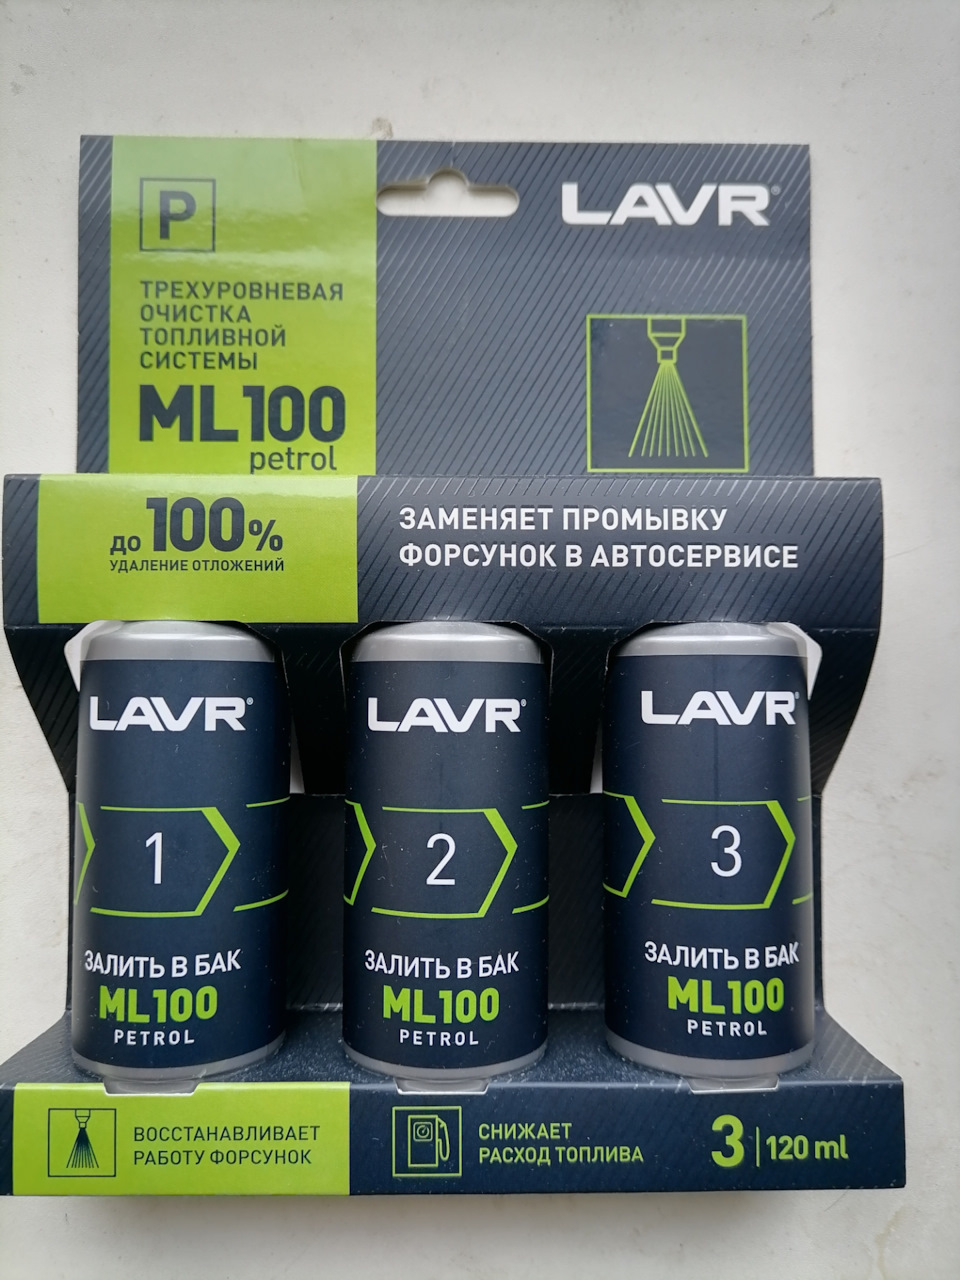 P
LAVR®
ТРЕХУРОВНЕВАЯ
ОЧИСТКА
ТОПЛИВНОЙ
СИСТЕМЫ
ML100
petrol
до 100%
УДАЛЕНИЕ ОТЛОЖЕНИЙ
ЗАМЕНЯЕТ ПРОМЫВКУ
ФОРСУНОК В АВТОСЕРВИСЕ
LAVR®
1
ЗАЛИТЬ В БАК
ML100
PETROL
LAVR®
2
ЗАЛИТЬ В БАК
ML100
PETROL
LAVR®
3
ЗАЛИТЬ В БАК
ML100
PETROL
ВОССТАНАВЛИВАЕТ
РАБОТУ ФОРСУНОК
СНИЖАЕТ
РАСХОД ТОПЛИВА
3 | 120 ml